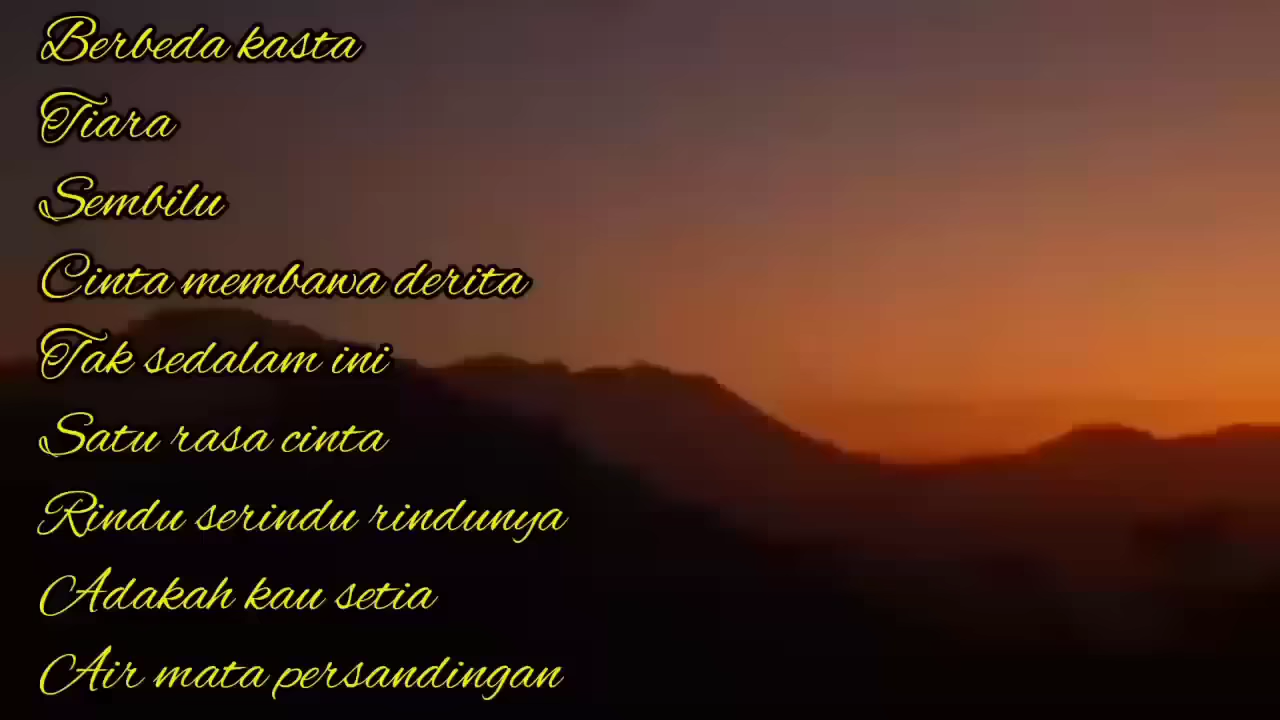 Berbeda kasta
Tiara
Sembilu
Cinta membawa derita
Tak sedalam ini
Satu rasa cinta
Rindu serindu rindunya
Adakah kau setia
Air mata persandingan